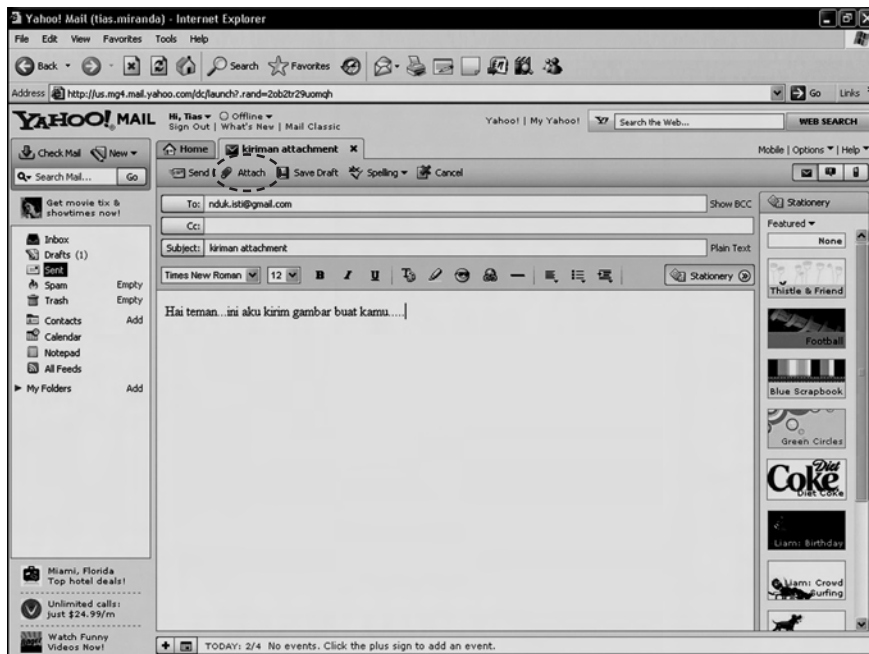 Yahoo! Mail (tias.miranda) - Internet Explorer
File Edit View Favorites Tools Help
Back Search Favorites
Address http://us.mg4.mail.yahoo.com/dc/launch?.rand=2ob2tr29uomqh Go Links
YAHOO! MAIL Hi, Tias Offline
Sign Out | What's New | Mail Classic
Yahoo! | My Yahoo! Y! Search the Web... WEB SEARCH
Check Mail New
Home kiriman attachment Mobile | Options | Help
Search Mail... Go
Send Attach Save Draft Spelling Cancel
Get movie tix &
showtimes now!
Inbox
Drafts (1)
Sent
Spam Empty
Trash Empty
Contacts Add
Calendar
Notepad
All Feeds
My Folders Add
Miami, Florida
Top hotel deals!
Unlimited calls:
just $24.99/m
Watch Funny
Videos Now!
To: nduk.isti@gmail.com Show BCC
Cc:
Subject: kiriman attachment Plain Text
Times New Roman 12 B I U Stationery
Hai teman...ini aku kirim gambar buat kamu.....
Stationery
Featured
None
Thistle & Friend
Football
Blue Scrapbook
Green Circles
Diet
Coke
Diet Coke
Liam: Birthday
Liam: Crowd
Surfing
TODAY: 2/4 No events. Click the plus sign to add an event.